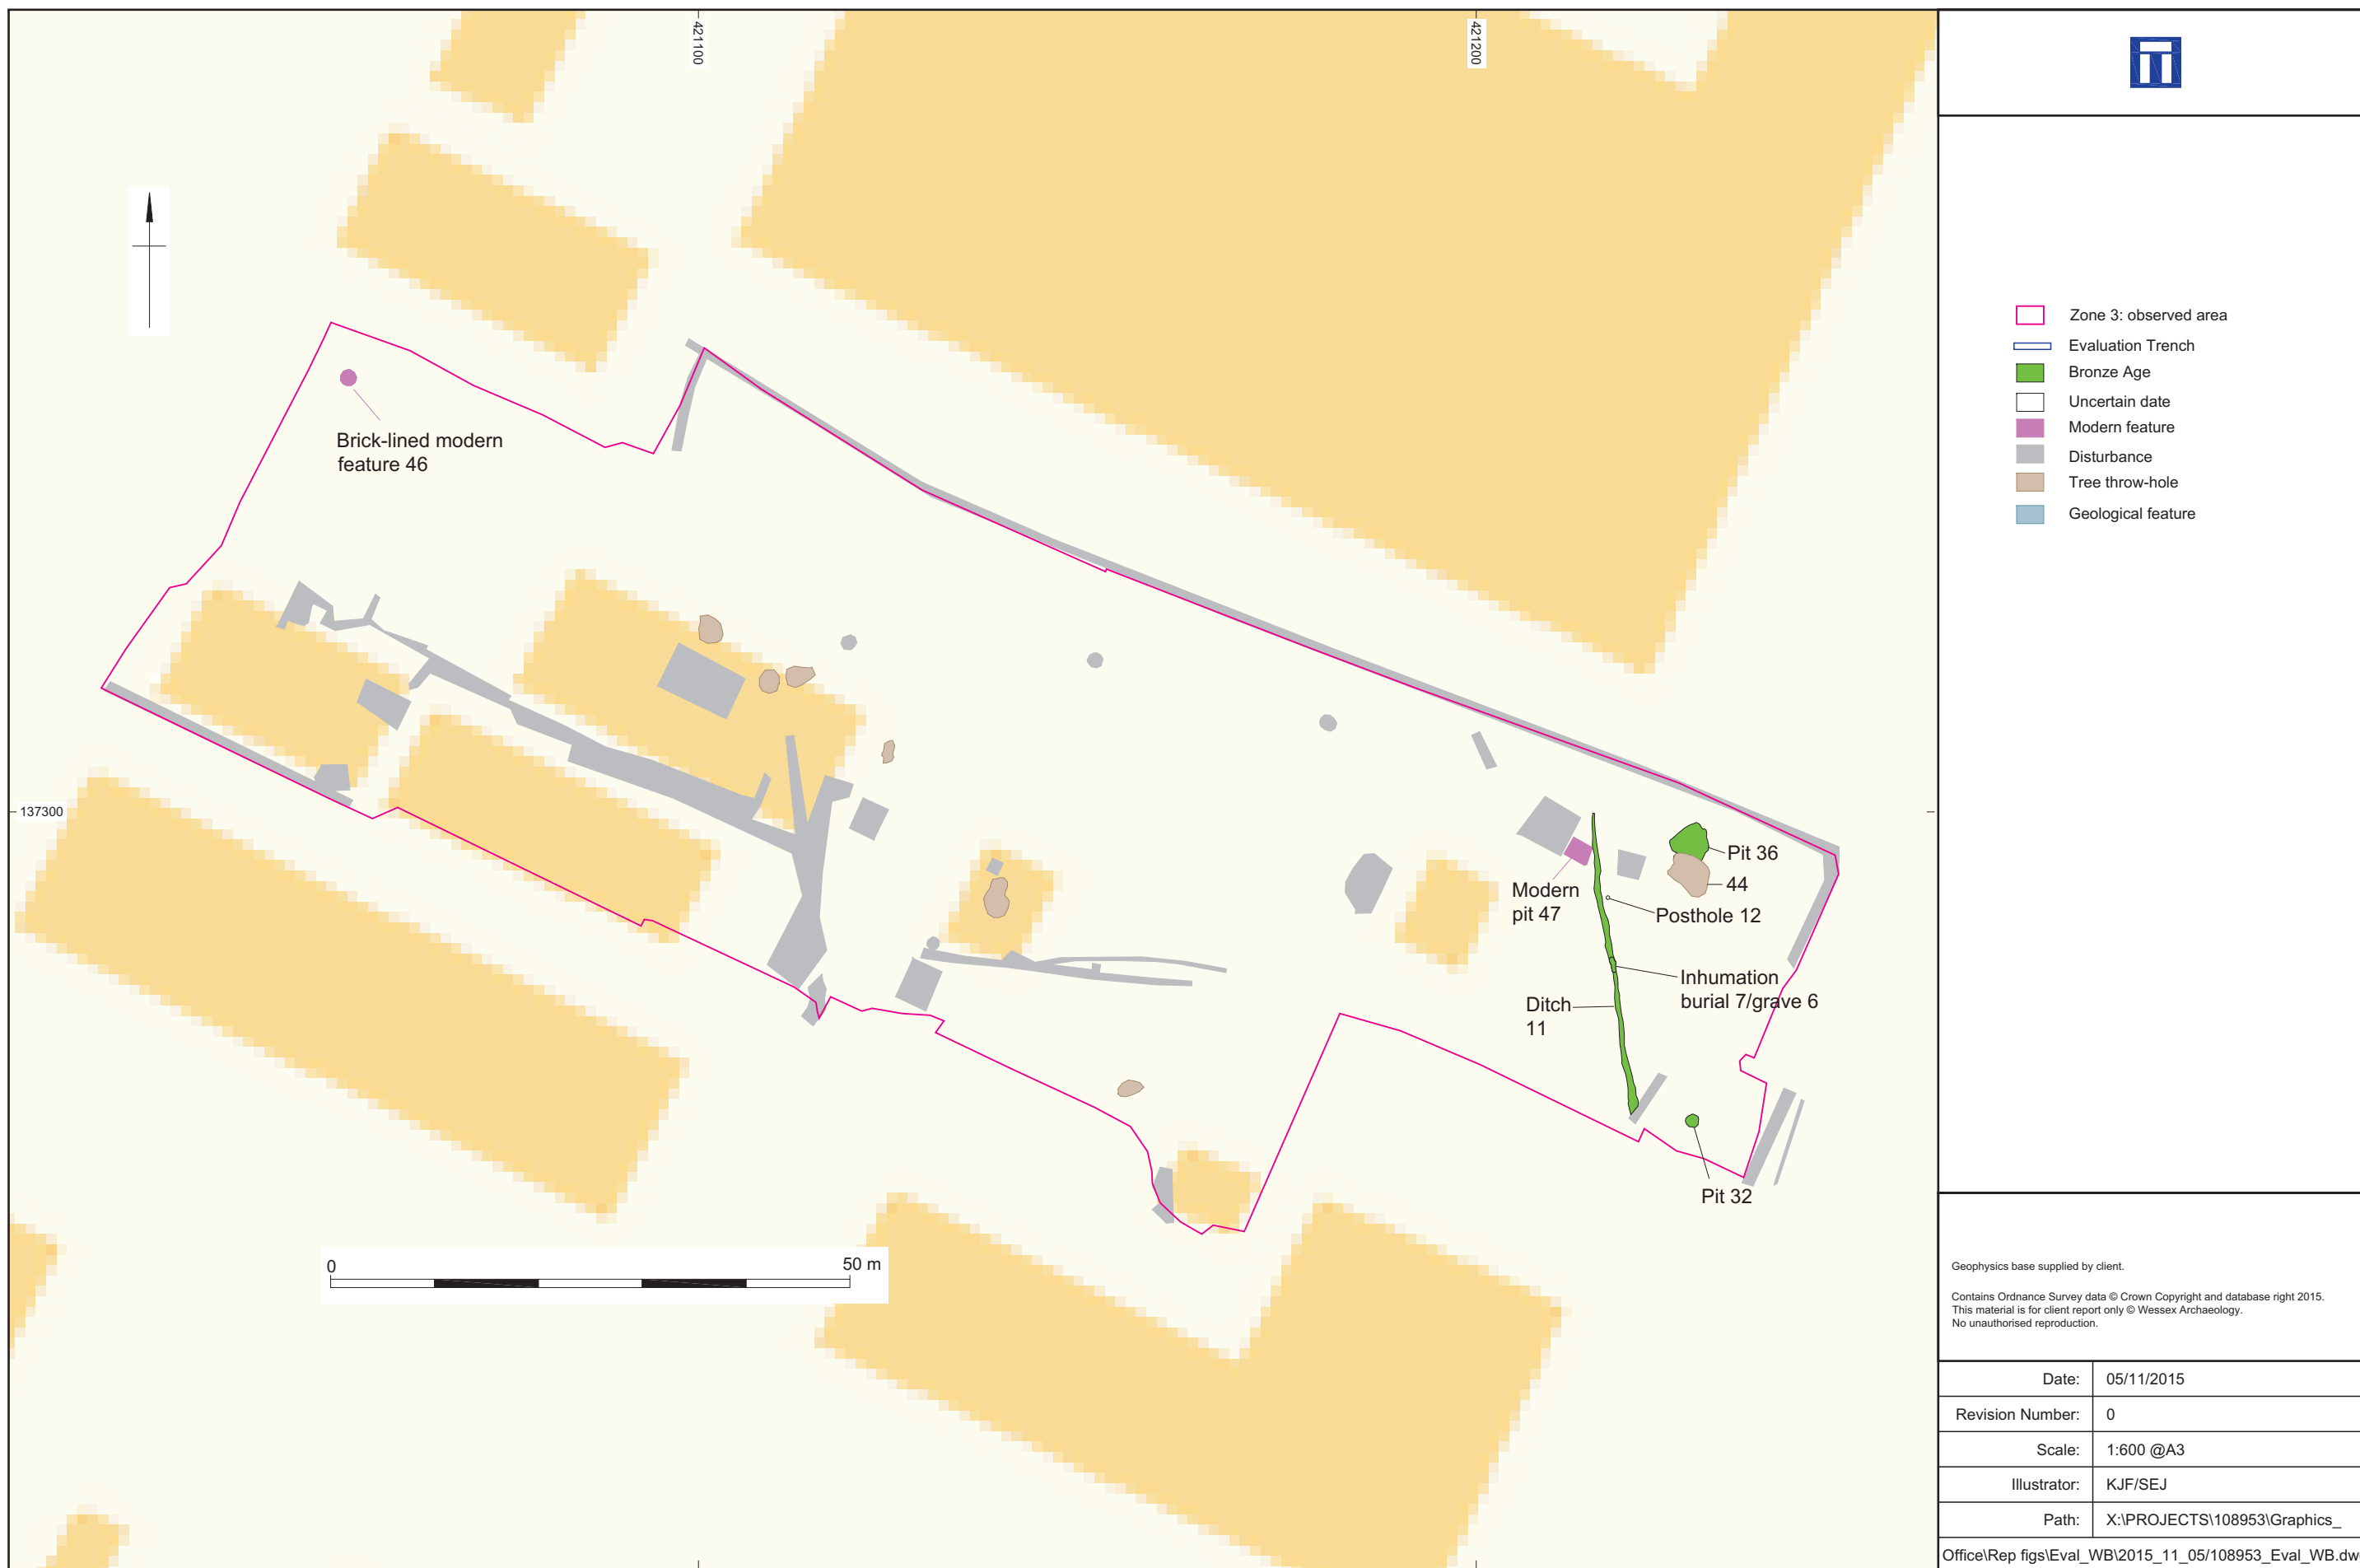 421100
421200
Brick-lined modern
feature 46
137300
Pit 36
44
Modern
pit 47
Posthole 12
Inhumation
burial 7/grave 6
Ditch
11
Pit 32
0
50 m
Zone 3: observed area
Evaluation Trench
Bronze Age
Uncertain date
Modern feature
Disturbance
Tree throw-hole
Geological feature
Geophysics base supplied by client.
Contains Ordnance Survey data © Crown Copyright and database right 2015.
This material is for client report only © Wessex Archaeology.
No unauthorised reproduction.
Date: 05/11/2015
Revision Number: 0
Scale: 1:600 @A3
Illustrator: KJF/SEJ
Path: X:\PROJECTS\108953\Graphics_
Office\Rep figs\Eval_WB\2015_11_05/108953_Eval_WB.dw